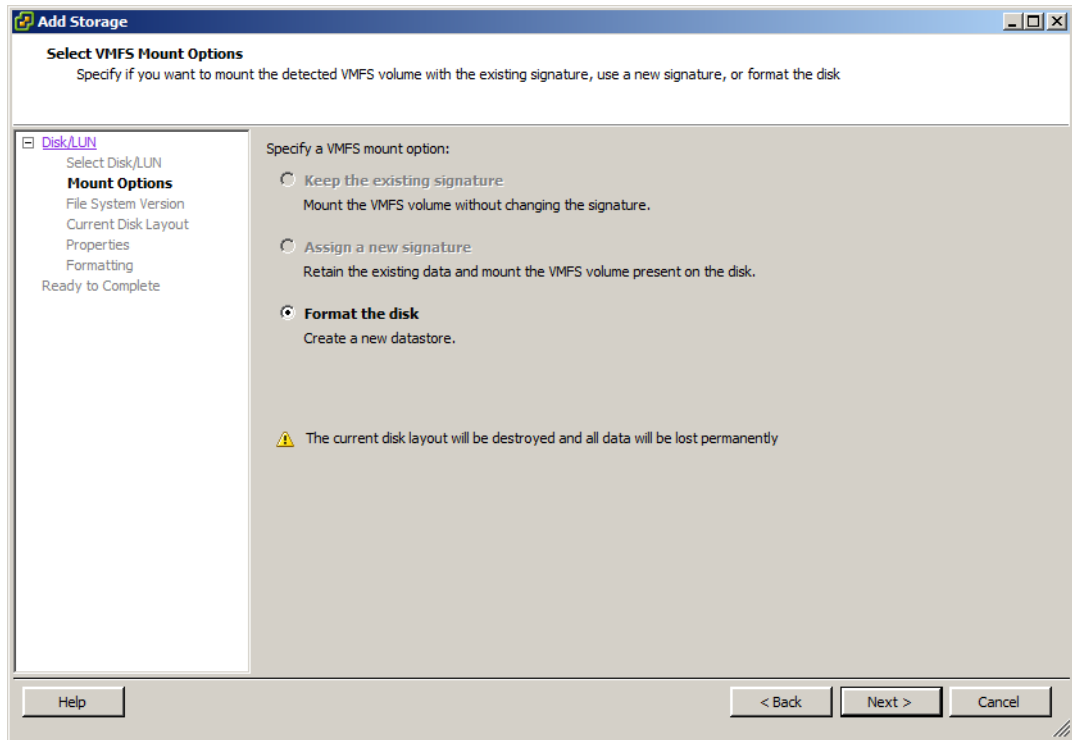 Add Storage
Select VMFS Mount Options
Specify if you want to mount the detected VMFS volume with the existing signature, use a new signature, or format the disk
Disk/LUN
Select Disk/LUN
Mount Options
File System Version
Current Disk Layout
Properties
Formatting
Ready to Complete
Specify a VMFS mount option:
Keep the existing signature
Mount the VMFS volume without changing the signature.
Assign a new signature
Retain the existing data and mount the VMFS volume present on the disk.
Format the disk
Create a new datastore.
The current disk layout will be destroyed and all data will be lost permanently
Help
< Back
Next >
Cancel